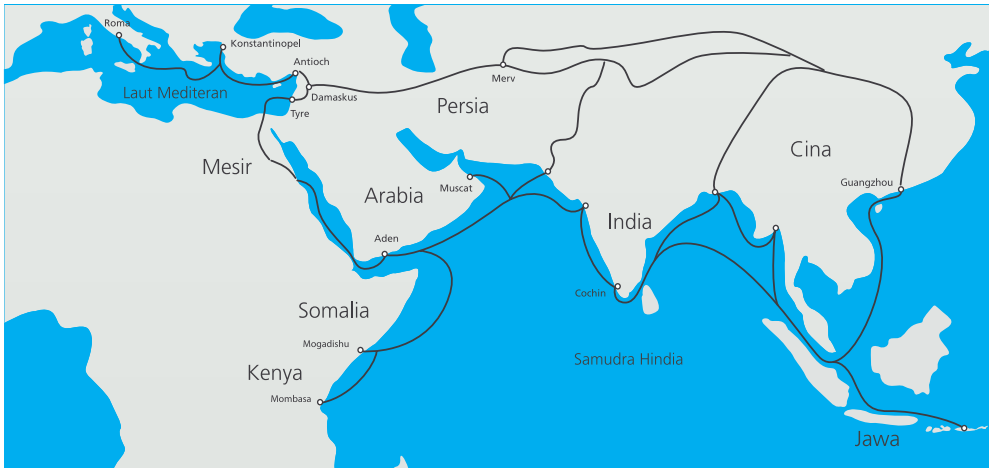 Roma
Konstantinopel
Antioch
Laut Mediteran
Damaskus
Tyre
Merv
Persia
Mesir
Cina
Muscat
Guangzhou
Arabia
India
Aden
Cochin
Somalia
Mogadishu
Samudra Hindia
Kenya
Mombasa
Jawa